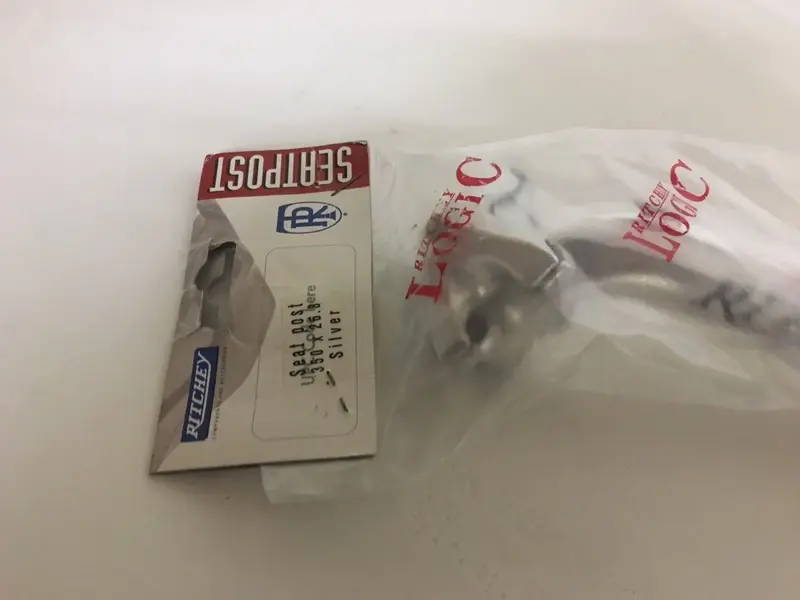 SEATPOST
RITCHEY
Seat post
350 x 26.8
Silver
RITCHEY
LOGIC
RITCHEY
LOGIC